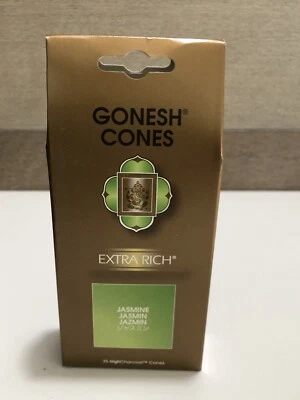 GONESH®
CONES
EXTRA RICH®
JASMINE
JASMIN
JAZMIN